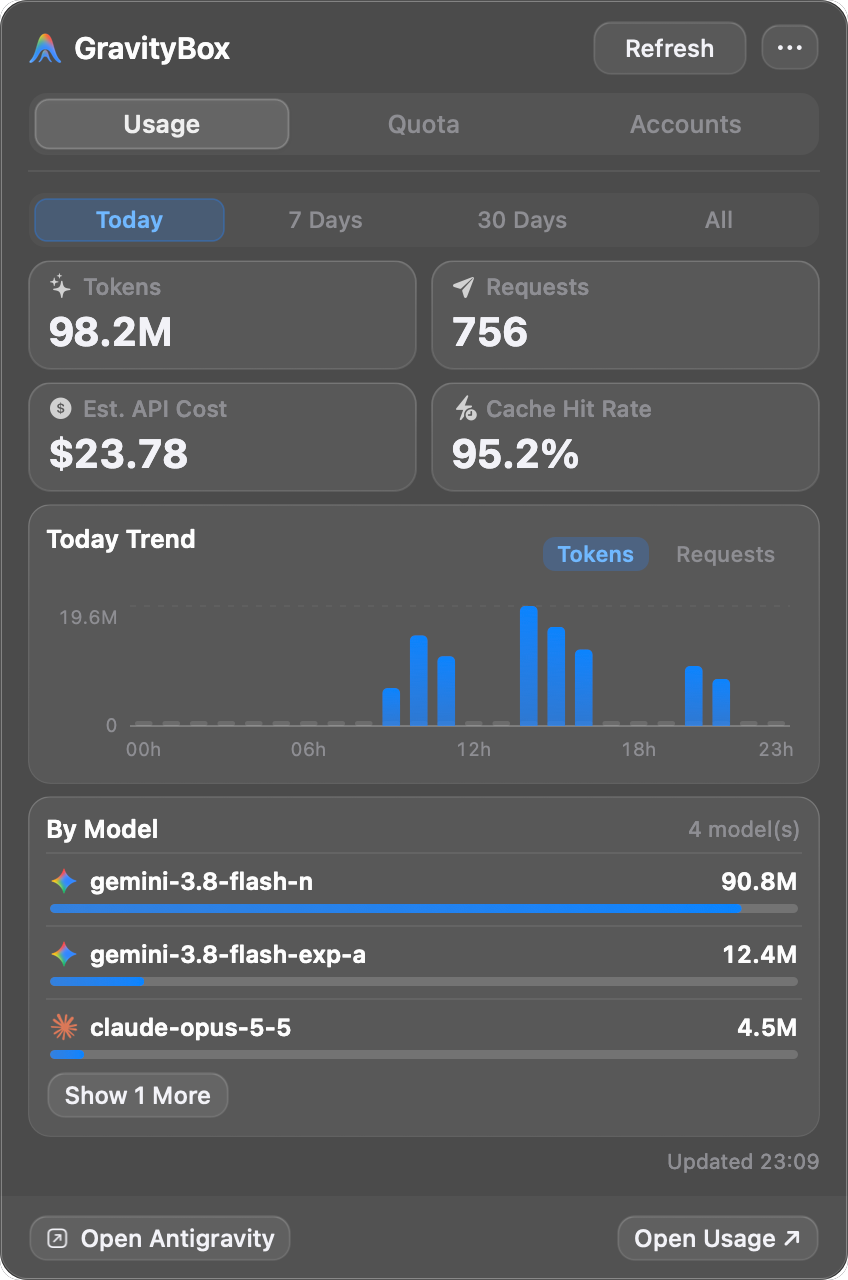 GravityBox
Refresh
Usage
Quota
Accounts
Today
7 Days
30 Days
All
Tokens
98.2M
Requests
756
$
Est. API Cost
$23.78
Cache Hit Rate
95.2%
Today Trend
Tokens
Requests
19.6M
0
00h
06h
12h
18h
23h
By Model
4 model(s)
gemini-3.8-flash-n
90.8M
gemini-3.8-flash-exp-a
12.4M
claude-opus-5-5
4.5M
Show 1 More
Updated 23:09
Open Antigravity
Open Usage